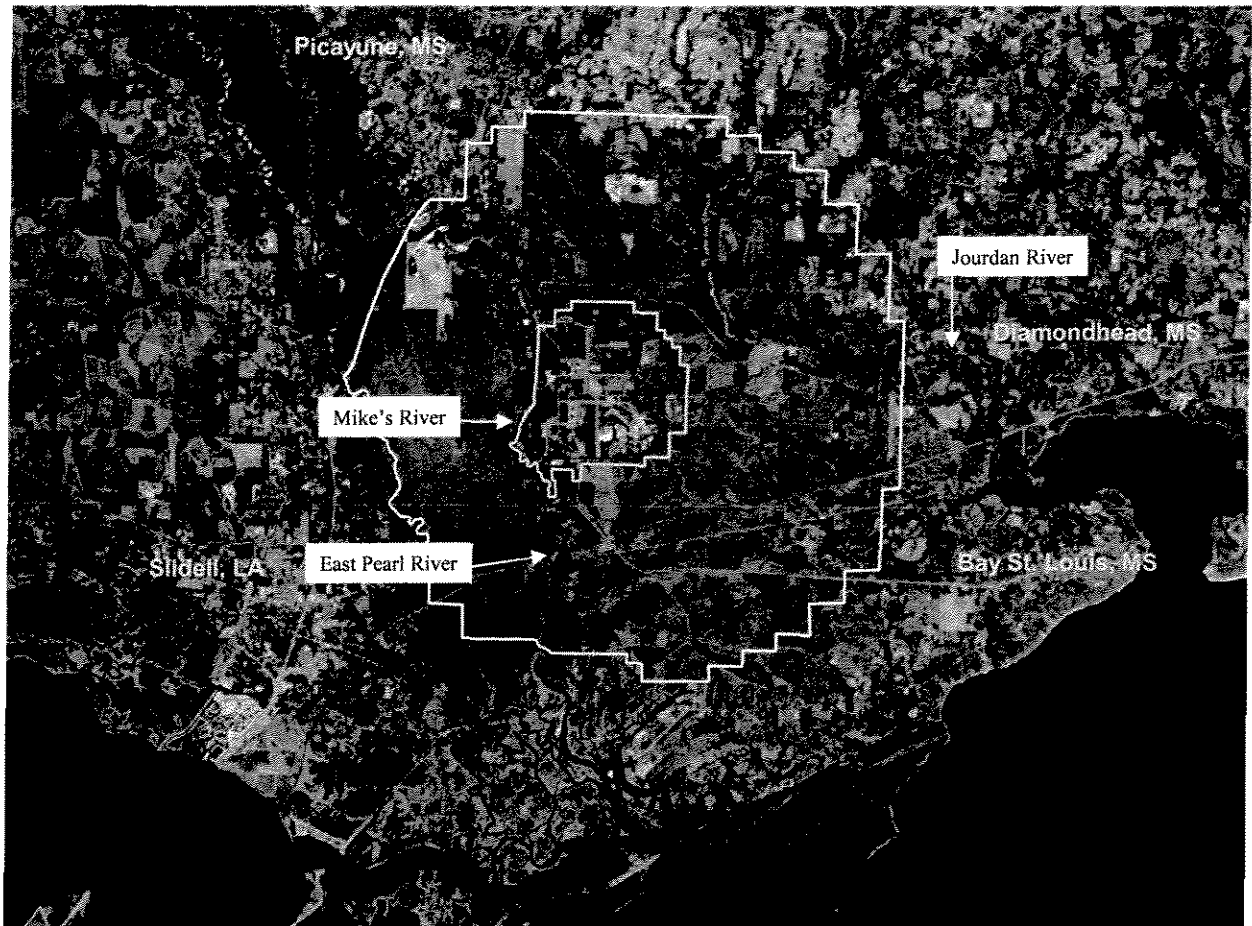 Picayune, MS
Jourdan River
Diamondhead, MS
Mike's River
East Pearl River
Slidell, LA
Bay St. Louis, MS